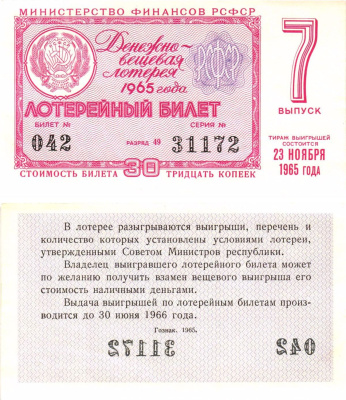 МИНИСТЕРСТВО ФИНАНСОВ РСФСР
Денежно-
вещевая
лотерея
1965 года
РСФСР
7
ВЫПУСК
ЛОТЕРЕЙНЫЙ БИЛЕТ
БИЛЕТ № СЕРИЯ №
042 РАЗРЯД 49 31172
ТИРАЖ ВЫИГРЫШЕЙ
СОСТОИТСЯ
23 НОЯБРЯ
1965 ГОДА
СТОИМОСТЬ БИЛЕТА 30 ТРИДЦАТЬ КОПЕЕК
В лотерее разыгрываются выигрыши, перечень и
количество которых установлены условиями лотереи,
утвержденными Советом Министров республики.
Владелец выигравшего лотерейного билета может
по желанию получить взамен вещевого выигрыша его
стоимость наличными деньгами.
Выдача выигрышей по лотерейным билетам произво-
дится до 30 июня 1966 года.
Гознак. 1965.
31172 042